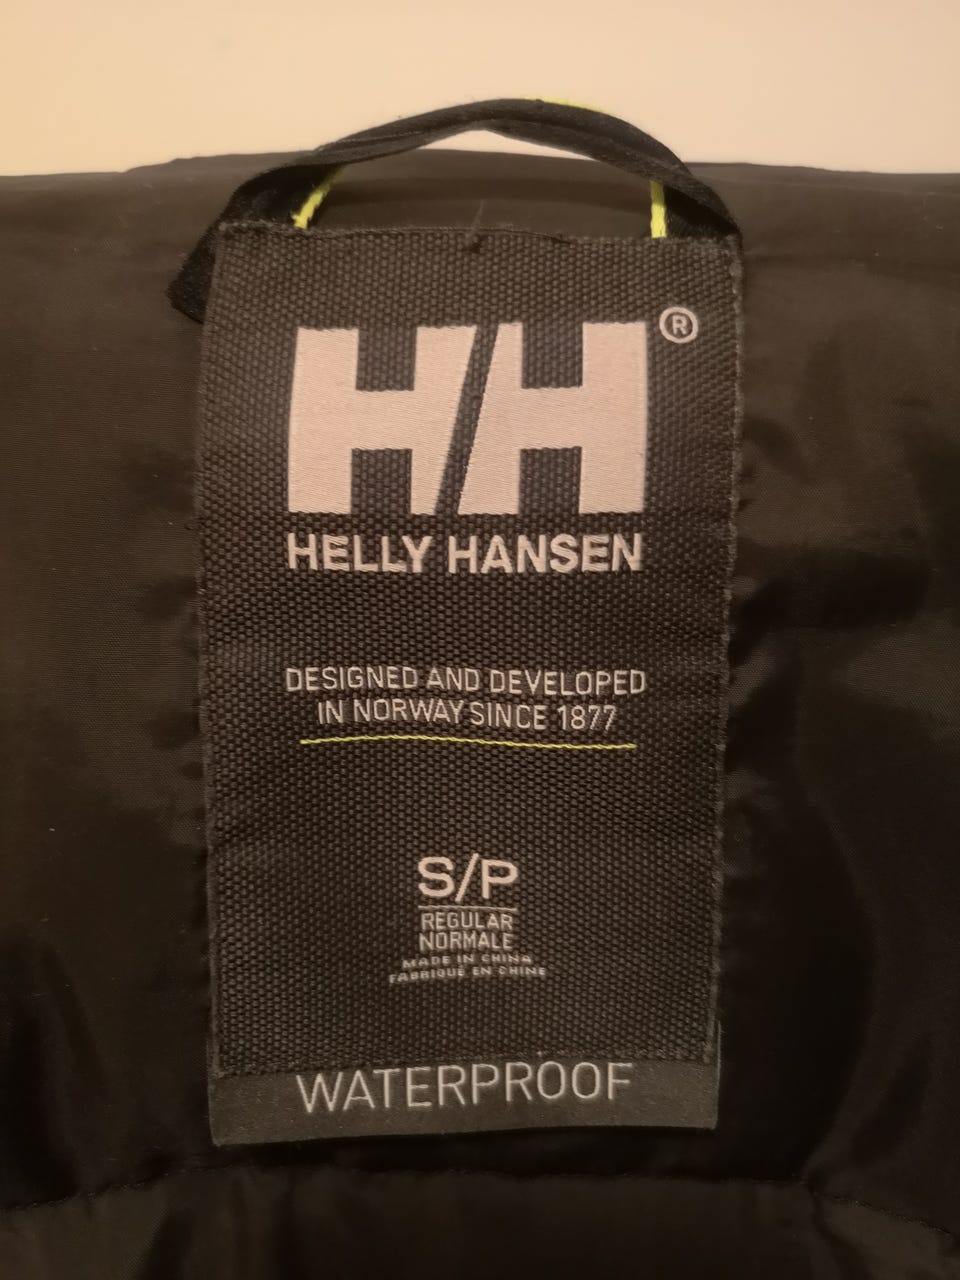 HH®
HELLY HANSEN
DESIGNED AND DEVELOPED
IN NORWAY SINCE 1877
S/P
REGULAR
NORMALE
MADE IN CHINA
FABRIQUÉ EN CHINE
WATERPROOF